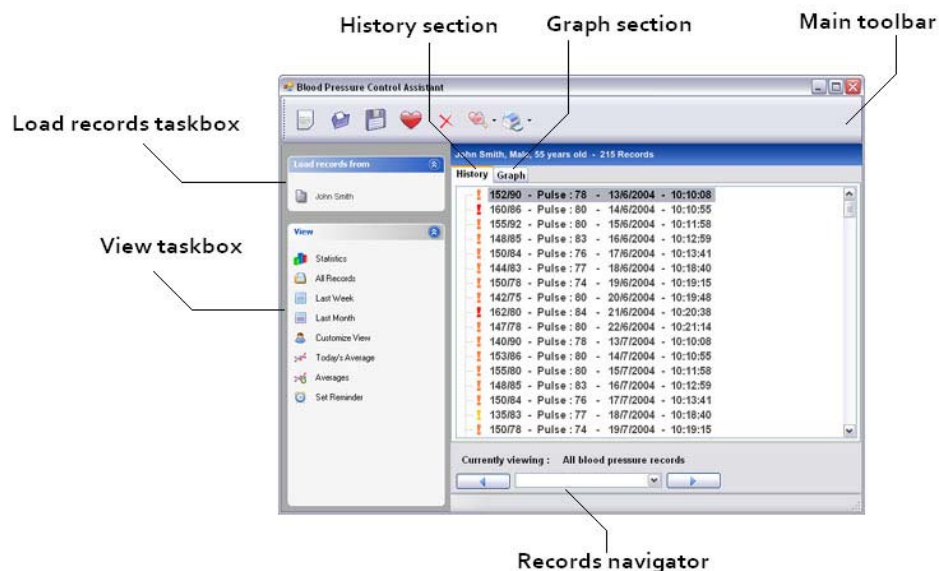 History section
Graph section
Main toolbar
Blood Pressure Control Assistant
Load records taskbox
John Smith, Male, 55 years old - 215 Records
Load records from
John Smith
History
Graph
152/90 - Pulse : 78 - 13/6/2004 - 10:10:08
160/86 - Pulse : 80 - 14/6/2004 - 10:10:55
155/92 - Pulse : 80 - 15/6/2004 - 10:11:58
148/85 - Pulse : 83 - 16/6/2004 - 10:12:59
150/84 - Pulse : 76 - 17/6/2004 - 10:13:41
144/83 - Pulse : 77 - 18/6/2004 - 10:18:40
150/78 - Pulse : 74 - 19/6/2004 - 10:19:15
142/75 - Pulse : 80 - 20/6/2004 - 10:19:48
162/80 - Pulse : 84 - 21/6/2004 - 10:20:38
147/78 - Pulse : 80 - 22/6/2004 - 10:21:14
140/90 - Pulse : 78 - 13/7/2004 - 10:10:08
153/86 - Pulse : 80 - 14/7/2004 - 10:10:55
155/80 - Pulse : 80 - 15/7/2004 - 10:11:58
148/85 - Pulse : 83 - 16/7/2004 - 10:12:59
150/84 - Pulse : 76 - 17/7/2004 - 10:13:41
135/83 - Pulse : 77 - 18/7/2004 - 10:18:40
150/78 - Pulse : 74 - 19/7/2004 - 10:19:15
View taskbox
View
Statistics
All Records
Last Week
Last Month
Customize View
Today's Average
Averages
Set Reminder
Currently viewing : All blood pressure records
Records navigator